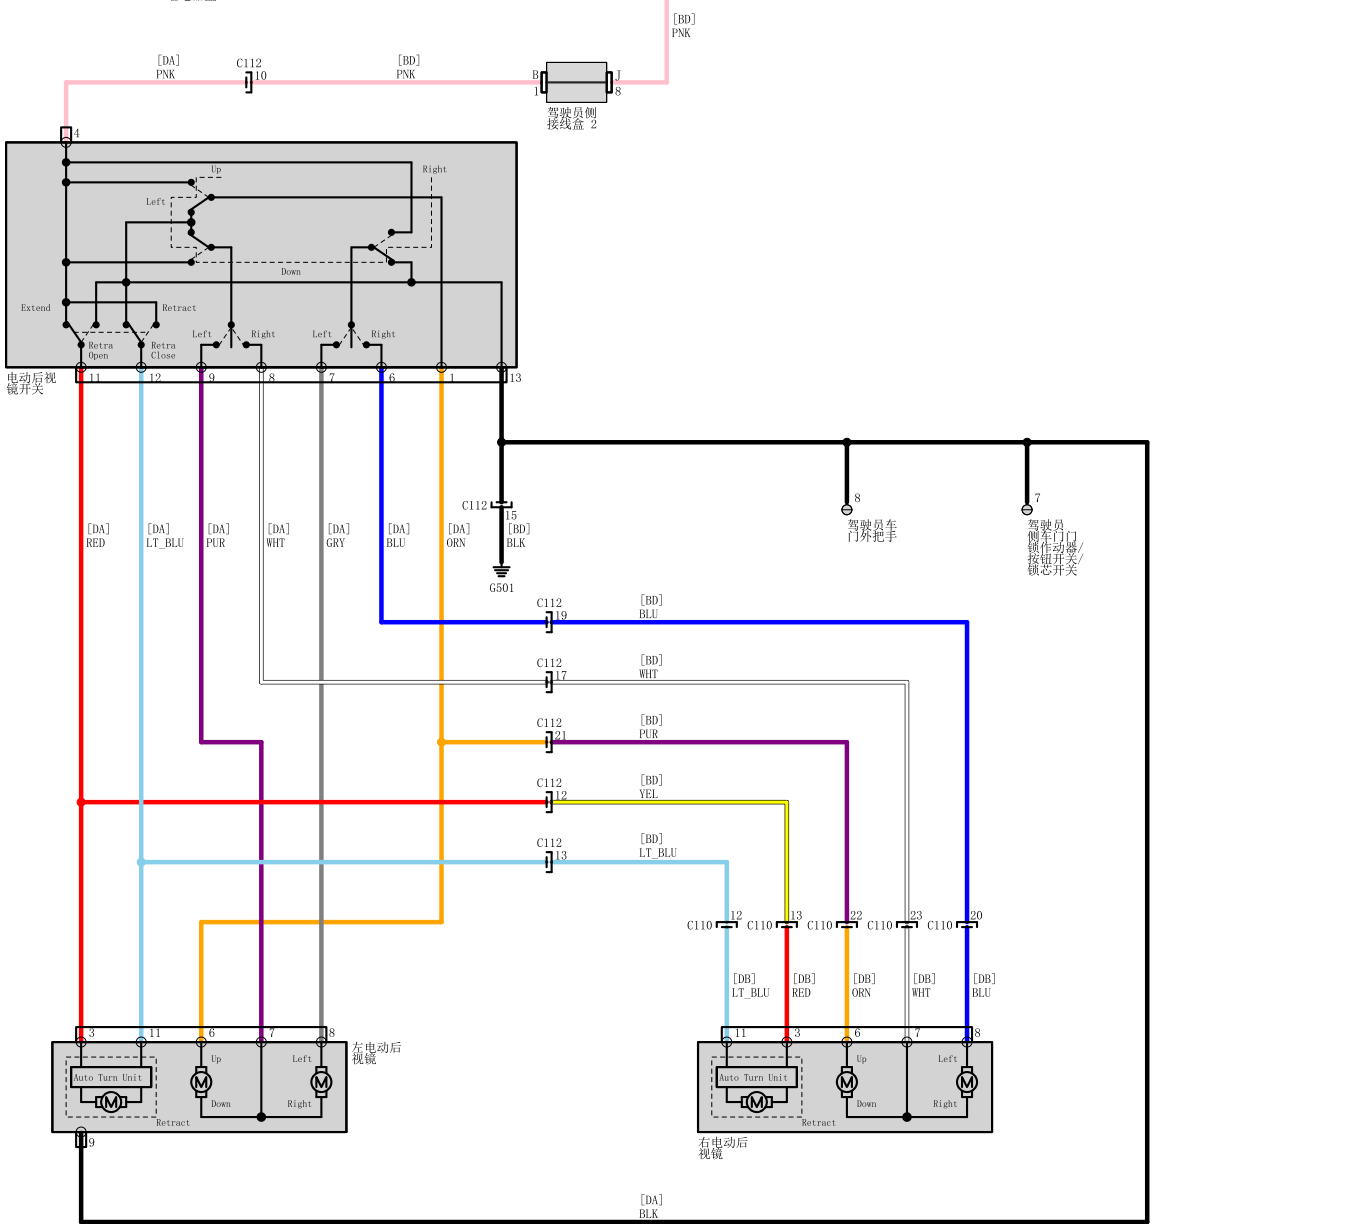 [BD]
PNK
[DA]
PNK
C112
10
[BD]
PNK
B
1
J
8
驾驶员侧
接线盒 2
4
Up
Right
Left
Down
Extend
Retract
Left
Right
Left
Right
Retra
Open
Retra
Close
电动后视
镜开关
11
12
9
8
7
6
1
13
C112
15
8
7
[DA]
RED
[DA]
LT_BLU
[DA]
PUR
[DA]
WHT
[DA]
GRY
[DA]
BLU
[DA]
ORN
[BD]
BLK
驾驶员车
门外把手
驾驶员
侧车门门
锁作动器/
按钮开关/
锁芯开关
G501
C112
19
[BD]
BLU
C112
17
[BD]
WHT
C112
21
[BD]
PUR
C112
12
[BD]
YEL
C112
13
[BD]
LT_BLU
C110
12
C110
13
C110
22
C110
23
C110
20
[DB]
LT_BLU
[DB]
RED
[DB]
ORN
[DB]
WHT
[DB]
BLU
3
11
6
7
8
左电动后
视镜
Up
Left
Auto Turn Unit
M
M
M
Down
Right
Retract
9
11
3
6
7
8
Up
Left
Auto Turn Unit
M
M
M
Down
Right
Retract
右电动后
视镜
[DA]
BLK